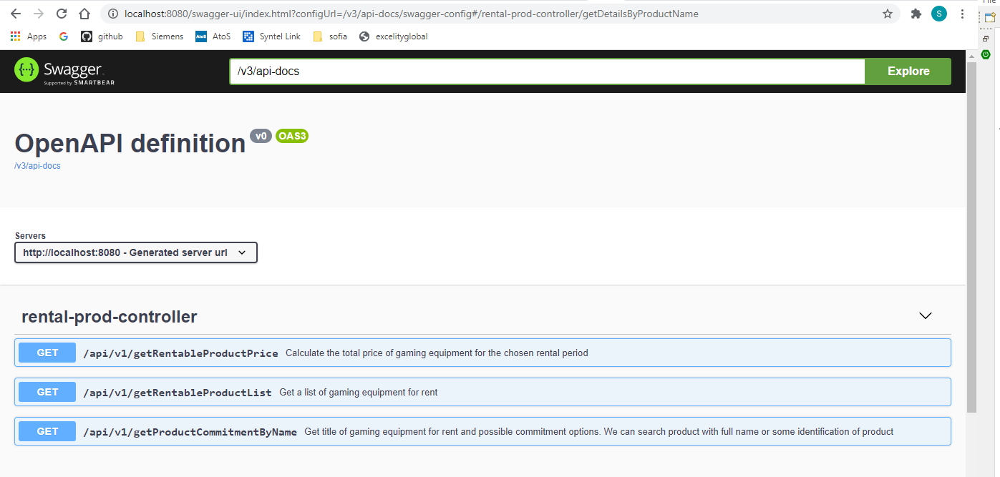 localhost:8080/swagger-ui/index.html?configUrl=/v3/api-docs/swagger-config#/rental-prod-controller/getDetailsByProductName
S
Apps
github
Siemens
AtoS
AtoS
Syntel Link
sofia
excelityglobal
{...}
Swagger
Supported by SMARTBEAR
/v3/api-docs
Explore
OpenAPI definition v0 OAS3
/v3/api-docs
Servers
http://localhost:8080 - Generated server url
rental-prod-controller
GET /api/v1/getRentableProductPrice Calculate the total price of gaming equipment for the chosen rental period
GET /api/v1/getRentableProductList Get a list of gaming equipment for rent
GET /api/v1/getProductCommitmentByName Get title of gaming equipment for rent and possible commitment options. We can search product with full name or some identification of product